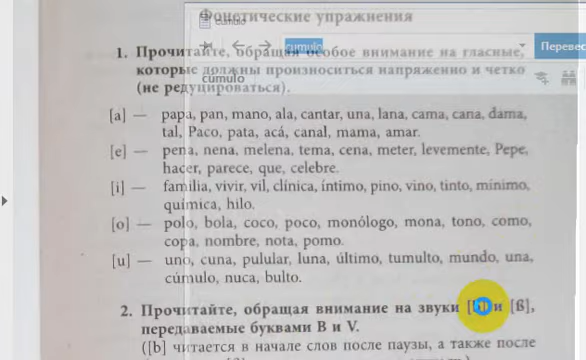 Фонетические упражнения
cúmulo
cumulo
Перевес
cúmulo
1. Прочитайте, обращая особое внимание на гласные,
которые должны произноситься напряженно и четко
(не редуцироваться).
[a] — papa, pan, mano, ala, cantar, una, lana, cama, cana, dama,
tal, Paco, pata, acá, canal, mama, amar.
[e] — pena, nena, melena, tema, cena, meter, levemente, Pepe,
hacer, parece, que, celebre.
[i] — familia, vivir, vil, clínica, íntimo, pino, vino, tinto, mínimo,
química, hilo.
[o] — polo, bola, coco, poco, monólogo, mona, tono, como,
copa, nombre, nota, pomo.
[u] — uno, cuna, pulular, luna, último, tumulto, mundo, una,
cúmulo, nuca, bulto.
2. Прочитайте, обращая внимание на звуки [b] и [ß],
передаваемые буквами B и V.
([b] читается в начале слов после паузы, а также после